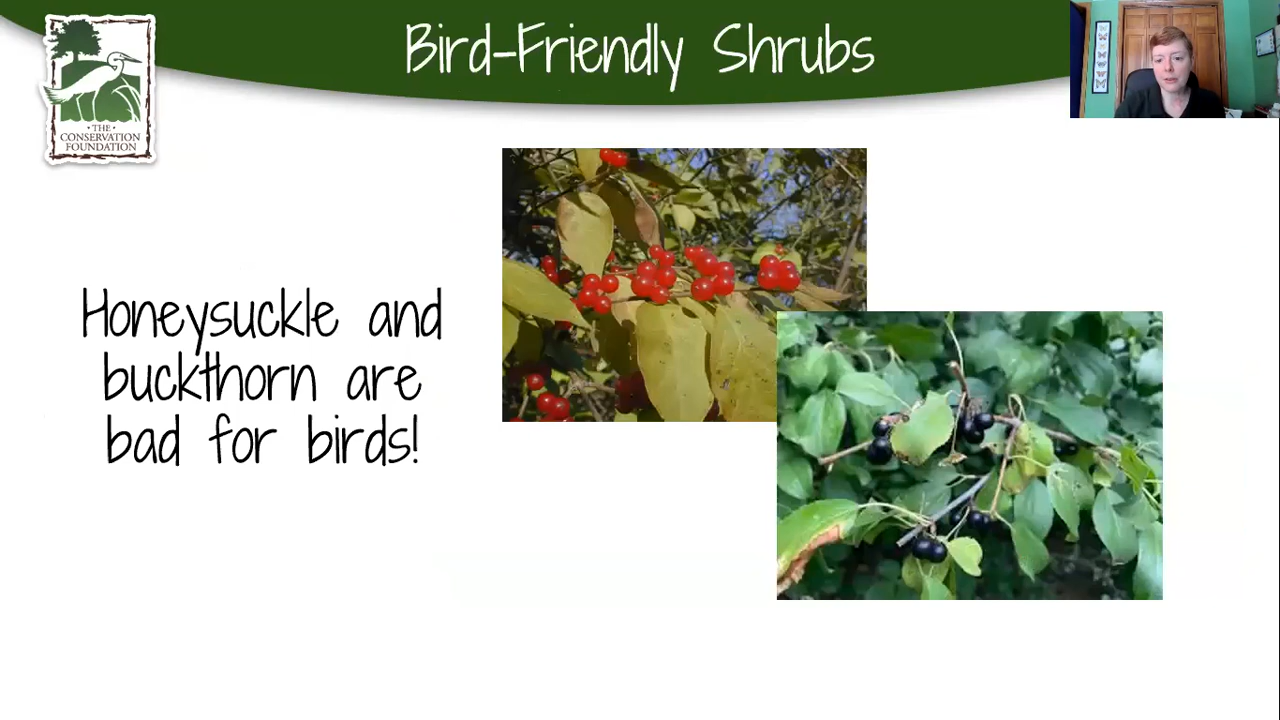 Bird-Friendly Shrubs
· THE ·
CONSERVATION
FOUNDATION
Honeysuckle and
buckthorn are
bad for birds!